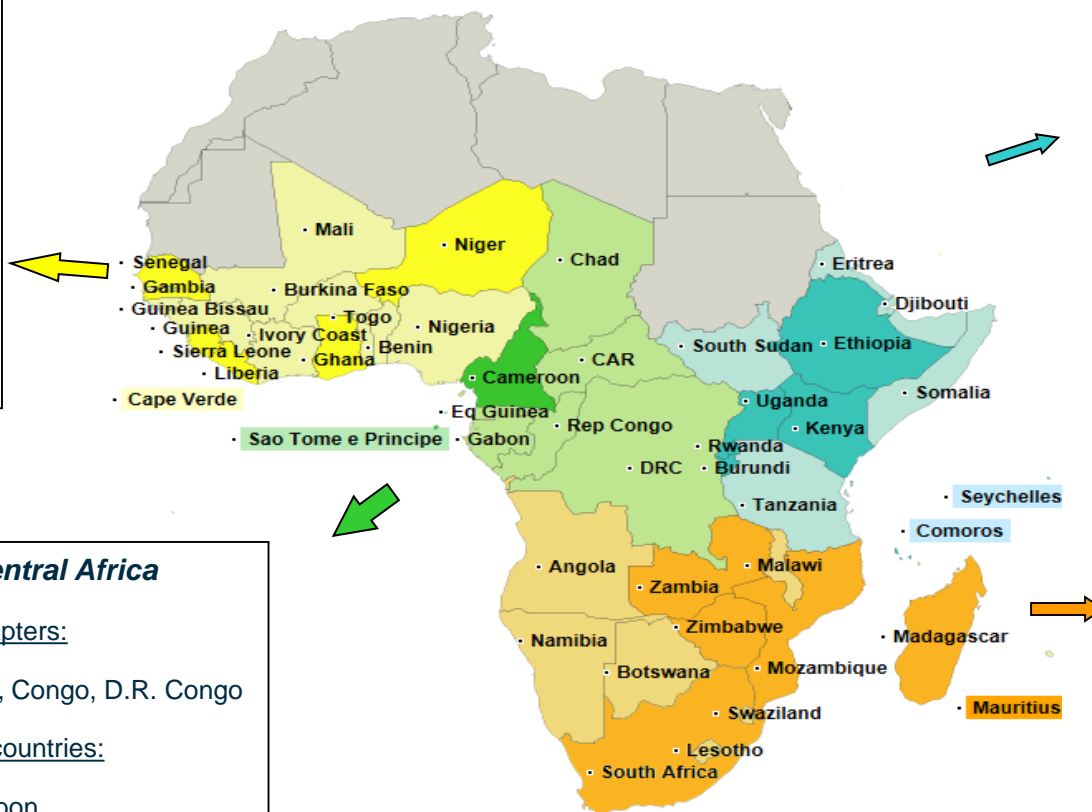 Mali
Niger
Chad
Senegal
Gambia
Burkina Faso
Guinea Bissau
Togo
Nigeria
Guinea
Ivory Coast
Sierra Leone
Ghana
Benin
Liberia
Cape Verde
Eritrea
Djibouti
South Sudan
Ethiopia
CAR
Cameroon
Somalia
Uganda
Eq Guinea
Rep Congo
Kenya
Sao Tome e Principe
Gabon
Rwanda
DRC
Burundi
Tanzania
Seychelles
Comoros
Angola
Malawi
Zambia
Zimbabwe
Namibia
Madagascar
Botswana
Mozambique
Mauritius
Swaziland
Lesotho
South Africa
Africa
, Congo, D.R. Congo
countries: